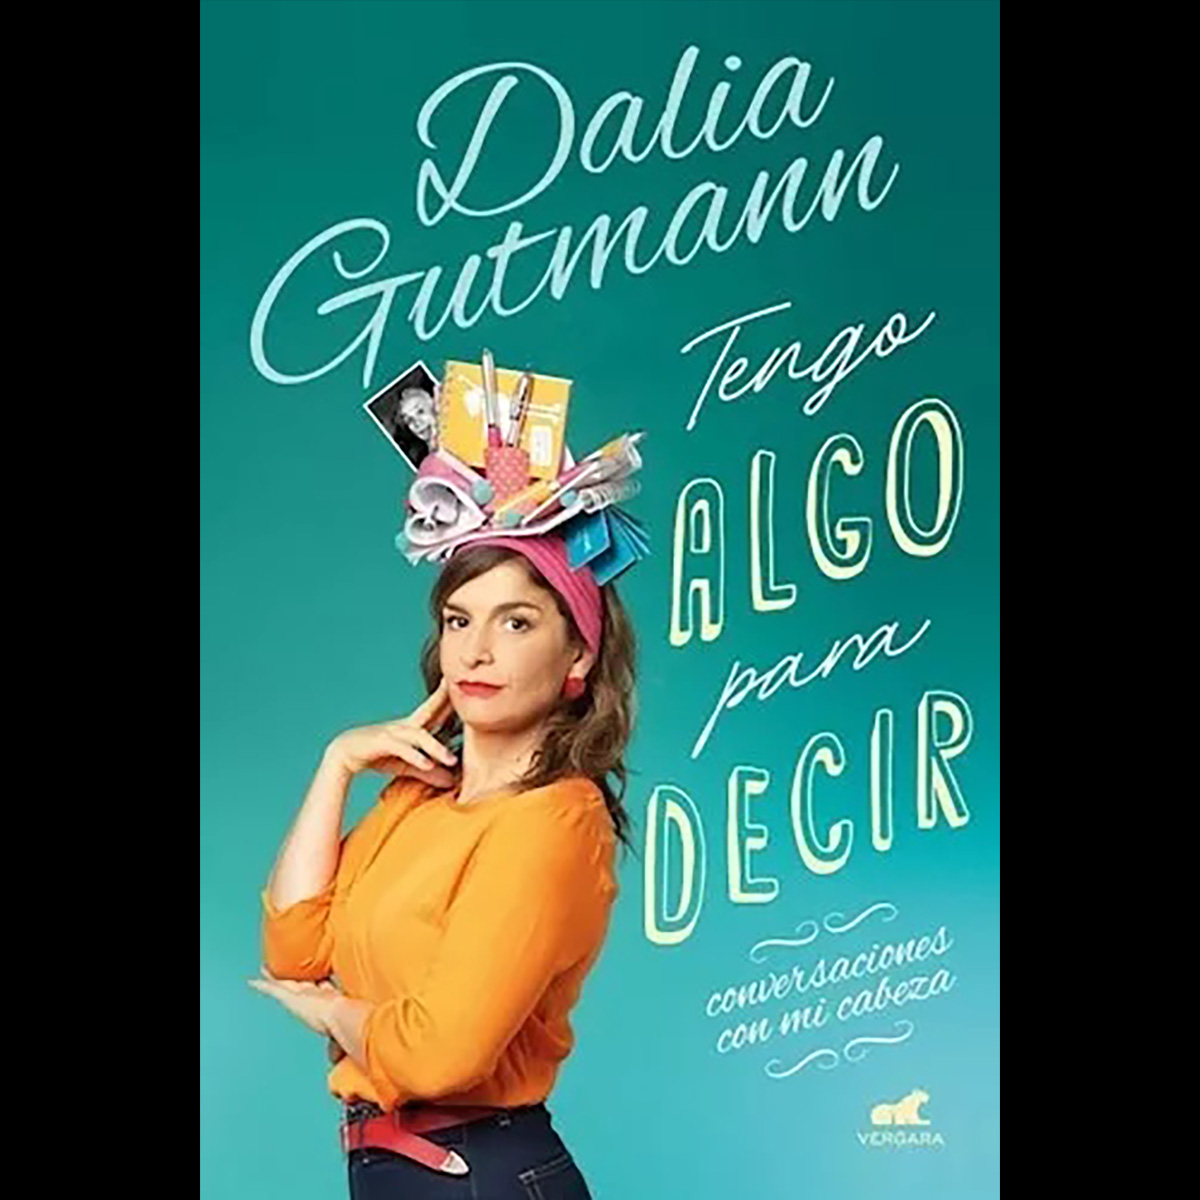 Dalia
Gutmann
Tengo
ALGO
para
DECIR
conversaciones
con mi cabeza
VERGARA